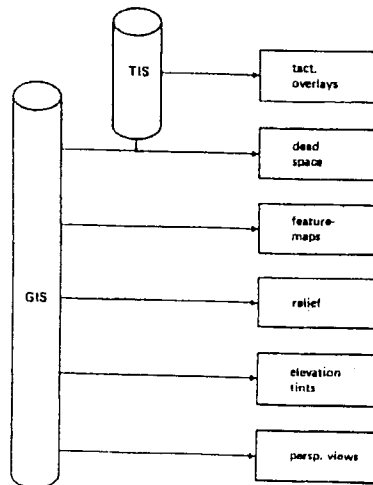 TIS
tact.
overlays
dead
space
feature-
maps
GIS
relief
elevation
tints
persp. views